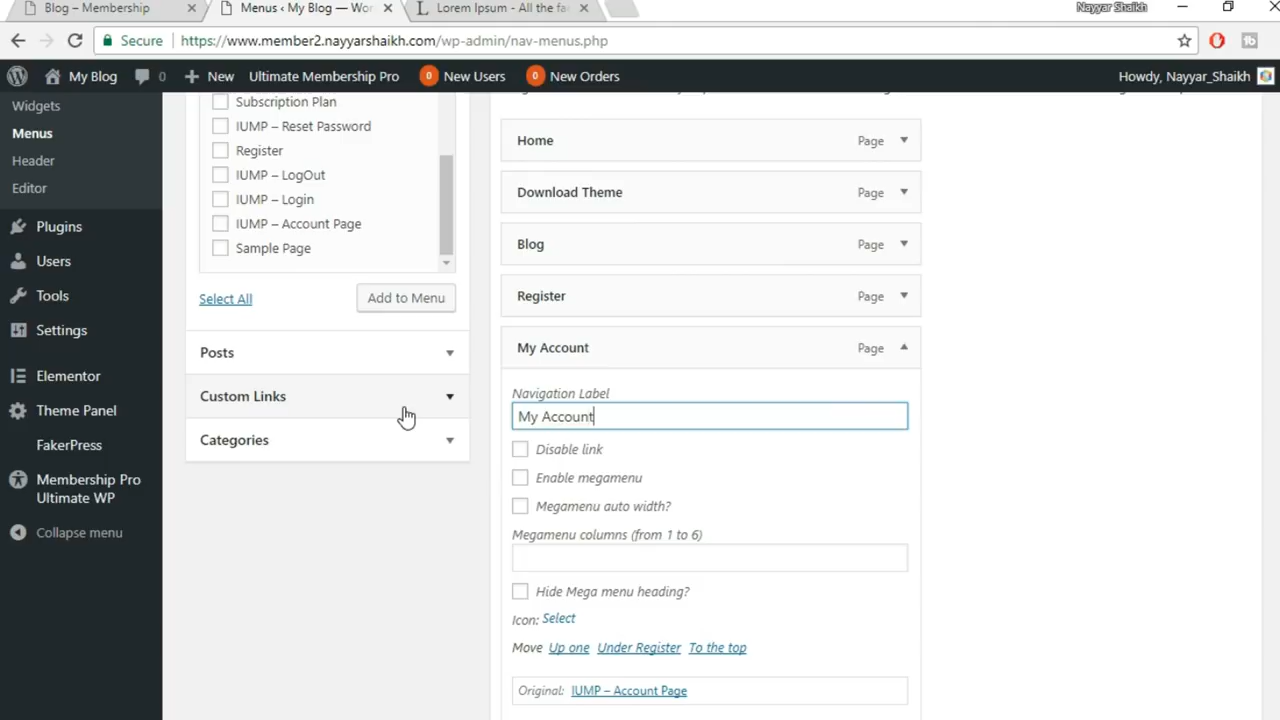 Blog – Membership
Menus ‹ My Blog — Wor
Lorem Ipsum - All the fa
Nayyar Shaikh
Secure
https://www.member2.nayyarshaikh.com/wp-admin/nav-menus.php
My Blog
0
New
Ultimate Membership Pro
0 New Users
0 New Orders
Howdy, Nayyar_Shaikh
Widgets
Menus
Header
Editor
Plugins
Users
Tools
Settings
Elementor
Theme Panel
FakerPress
Membership Pro
Ultimate WP
Collapse menu
Subscription Plan
IUMP – Reset Password
Register
IUMP – LogOut
IUMP – Login
IUMP – Account Page
Sample Page
Select All
Add to Menu
Posts
Custom Links
Categories
Home Page
Download Theme Page
Blog Page
Register Page
My Account Page
Navigation Label
My Account
Disable link
Enable megamenu
Megamenu auto width?
Megamenu columns (from 1 to 6)
Hide Mega menu heading?
Icon: Select
Move Up one Under Register To the top
Original: IUMP – Account Page